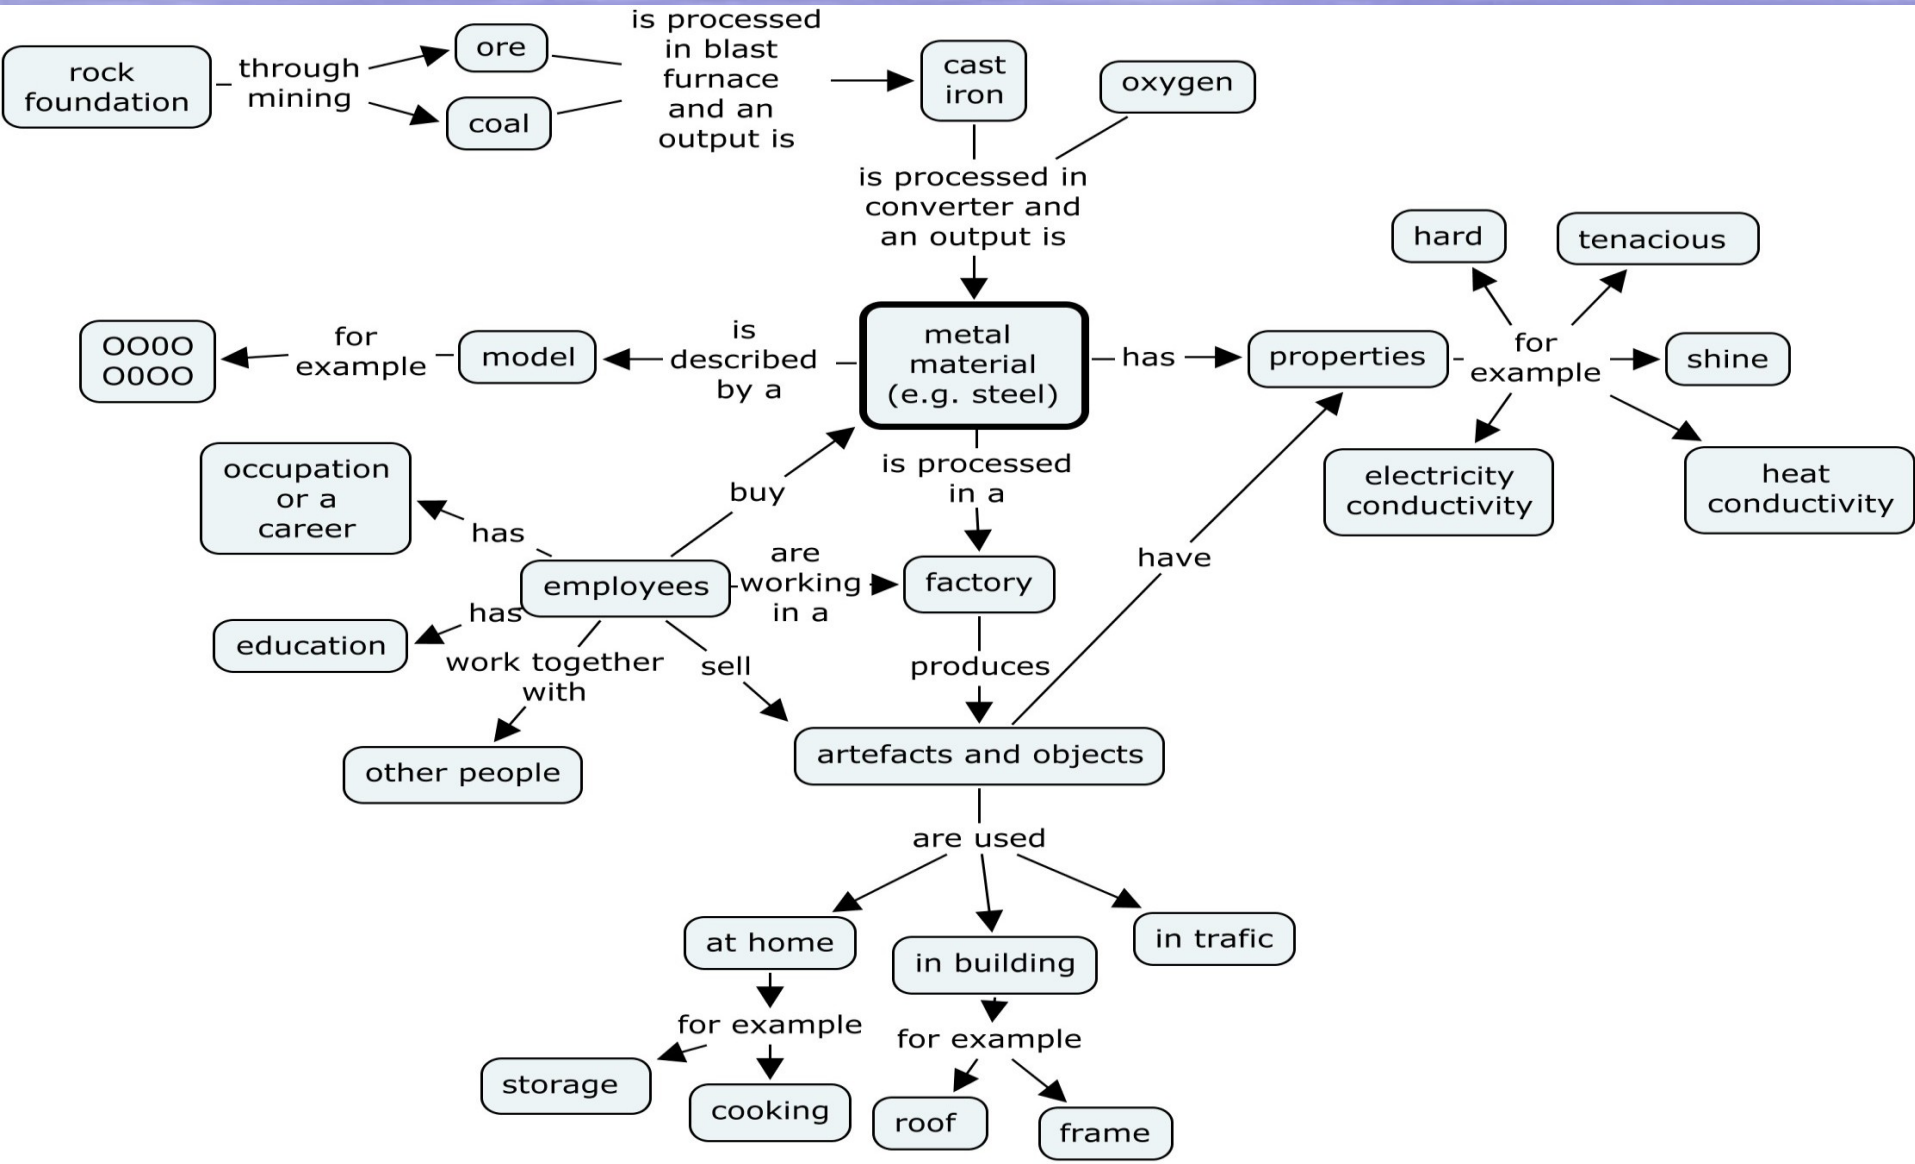 is processed
in blast
furnace
and an
output is
rock
foundation
through
mining
ore
coal
cast
iron
oxygen
is processed in
converter and
an output is
hard
tenacious
OO0O
O0OO
for
example
model
is
described
by a
metal
material
(e.g. steel)
has
properties
for
example
shine
electricity
conductivity
heat
conductivity
occupation
or a
career
has
buy
is processed
in a
have
employees
are
working
in a
factory
has
education
work together
with
sell
produces
other people
artefacts and objects
are used
at home
in building
in trafic
for example
for example
storage
cooking
roof
frame